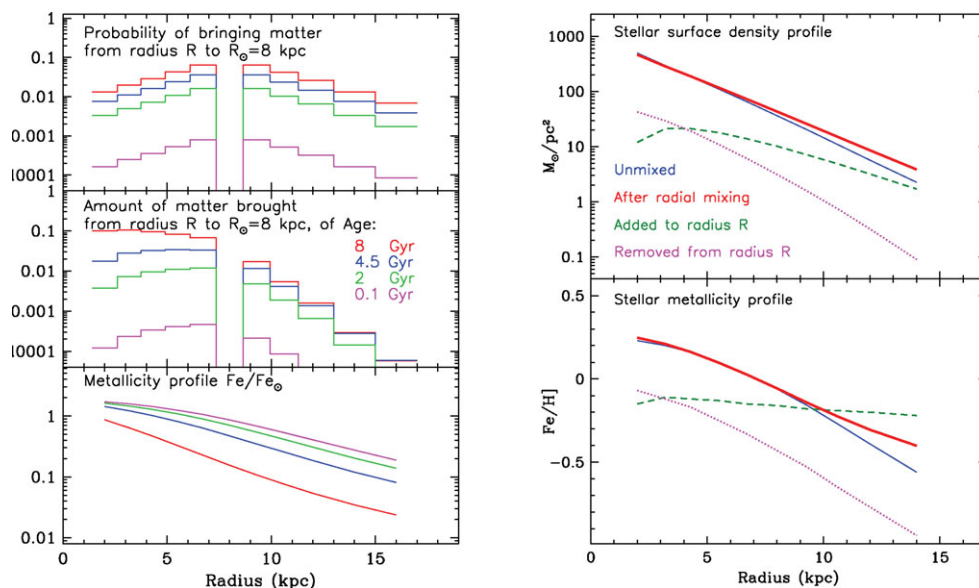 1
Probability of bringing matter
from radius R to R⊙=8 kpc
0.1
0.01
0.001
0001
1
Amount of matter brought
from radius R to R⊙=8 kpc, of Age:
0.1
8 Gyr
4.5 Gyr
0.01
2 Gyr
0.1 Gyr
0.001
0001
Metallicity profile Fe/Fe⊙
1
0.1
0.01
0 5 10 15
Radius (kpc)
Stellar surface density profile
1000
100
M⊙/pc²
10
1
0.1
Unmixed
After radial mixing
Added to radius R
Removed from radius R
Stellar metallicity profile
0.5
0
Fe/H]
−0.5
0 5 10 15
Radius (kpc)